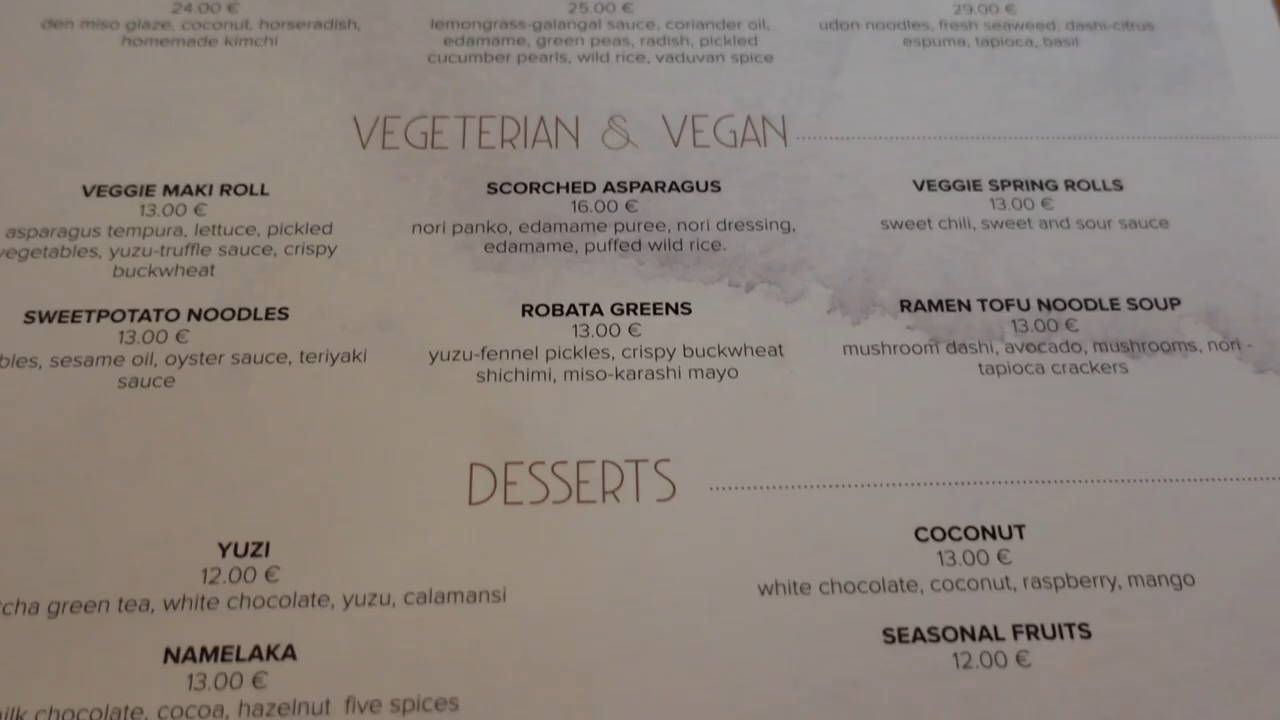 24.00 €
25.00 €
29.00 €
den miso glaze, coconut, horseradish,
homemade kimchi
lemongrass-galangal sauce, coriander oil,
edamame, green peas, radish, pickled
cucumber pearls, wild rice, vaduvan spice
udon noodles, fresh seaweed, dashi-citrus
espuma, tapioca, basil
VEGETERIAN & VEGAN
VEGGIE MAKI ROLL
13.00 €
asparagus tempura, lettuce, pickled
vegetables, yuzu-truffle sauce, crispy
buckwheat
SCORCHED ASPARAGUS
16.00 €
nori panko, edamame puree, nori dressing,
edamame, puffed wild rice.
VEGGIE SPRING ROLLS
13.00 €
sweet chili, sweet and sour sauce
SWEETPOTATO NOODLES
13.00 €
bles, sesame oil, oyster sauce, teriyaki
sauce
ROBATA GREENS
13.00 €
yuzu-fennel pickles, crispy buckwheat
shichimi, miso-karashi mayo
RAMEN TOFU NOODLE SOUP
13.00 €
mushroom dashi, avocado, mushrooms, nori -
tapioca crackers
DESSERTS
YUZI
12.00 €
cha green tea, white chocolate, yuzu, calamansi
COCONUT
13.00 €
white chocolate, coconut, raspberry, mango
NAMELAKA
13.00 €
ilk chocolate, cocoa, hazelnut five spices
SEASONAL FRUITS
12.00 €